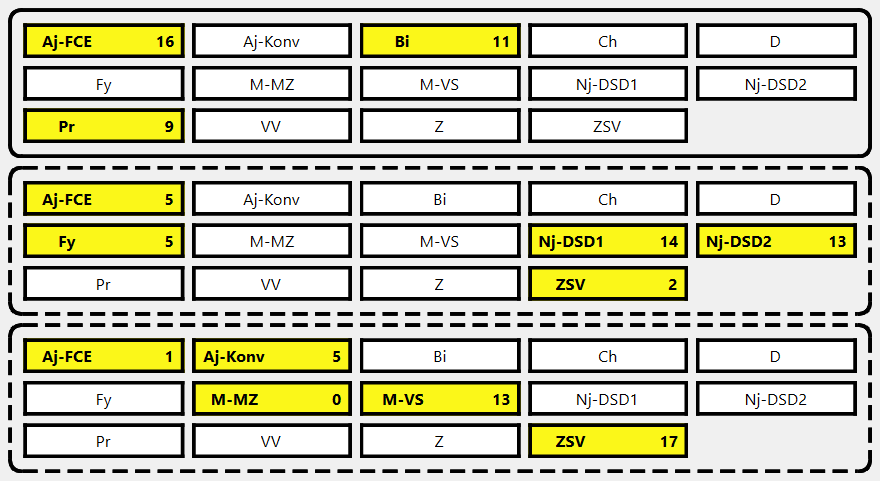 Aj-FCE 16 Aj-Konv Bi 11 Ch D
Fy M-MZ M-VS Nj-DSD1 Nj-DSD2
Pr 9 VV Z ZSV
Aj-FCE 5 Aj-Konv Bi Ch D
Fy 5 M-MZ M-VS Nj-DSD1 14 Nj-DSD2 13
Pr VV Z ZSV 2
Aj-FCE 1 Aj-Konv 5 Bi Ch D
Fy M-MZ 0 M-VS 13 Nj-DSD1 Nj-DSD2
Pr VV Z ZSV 17